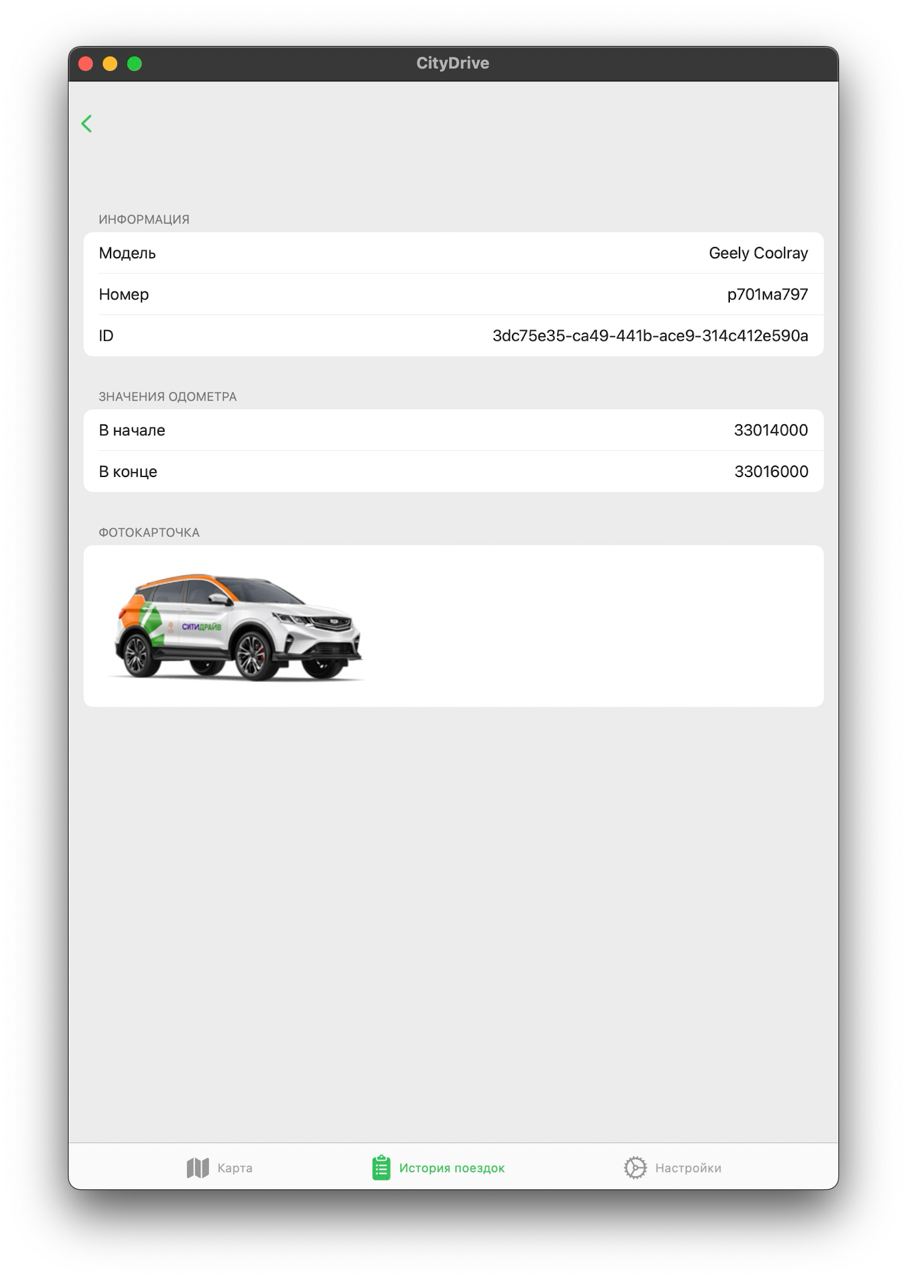 CityDrive
ИНФОРМАЦИЯ
Модель Geely Coolray
Номер р701ма797
ID 3dc75e35-ca49-441b-ace9-314c412e590a
ЗНАЧЕНИЯ ОДОМЕТРА
В начале 33014000
В конце 33016000
ФОТОКАРТОЧКА
СИТИДРАЙВ
Карта История поездок Настройки